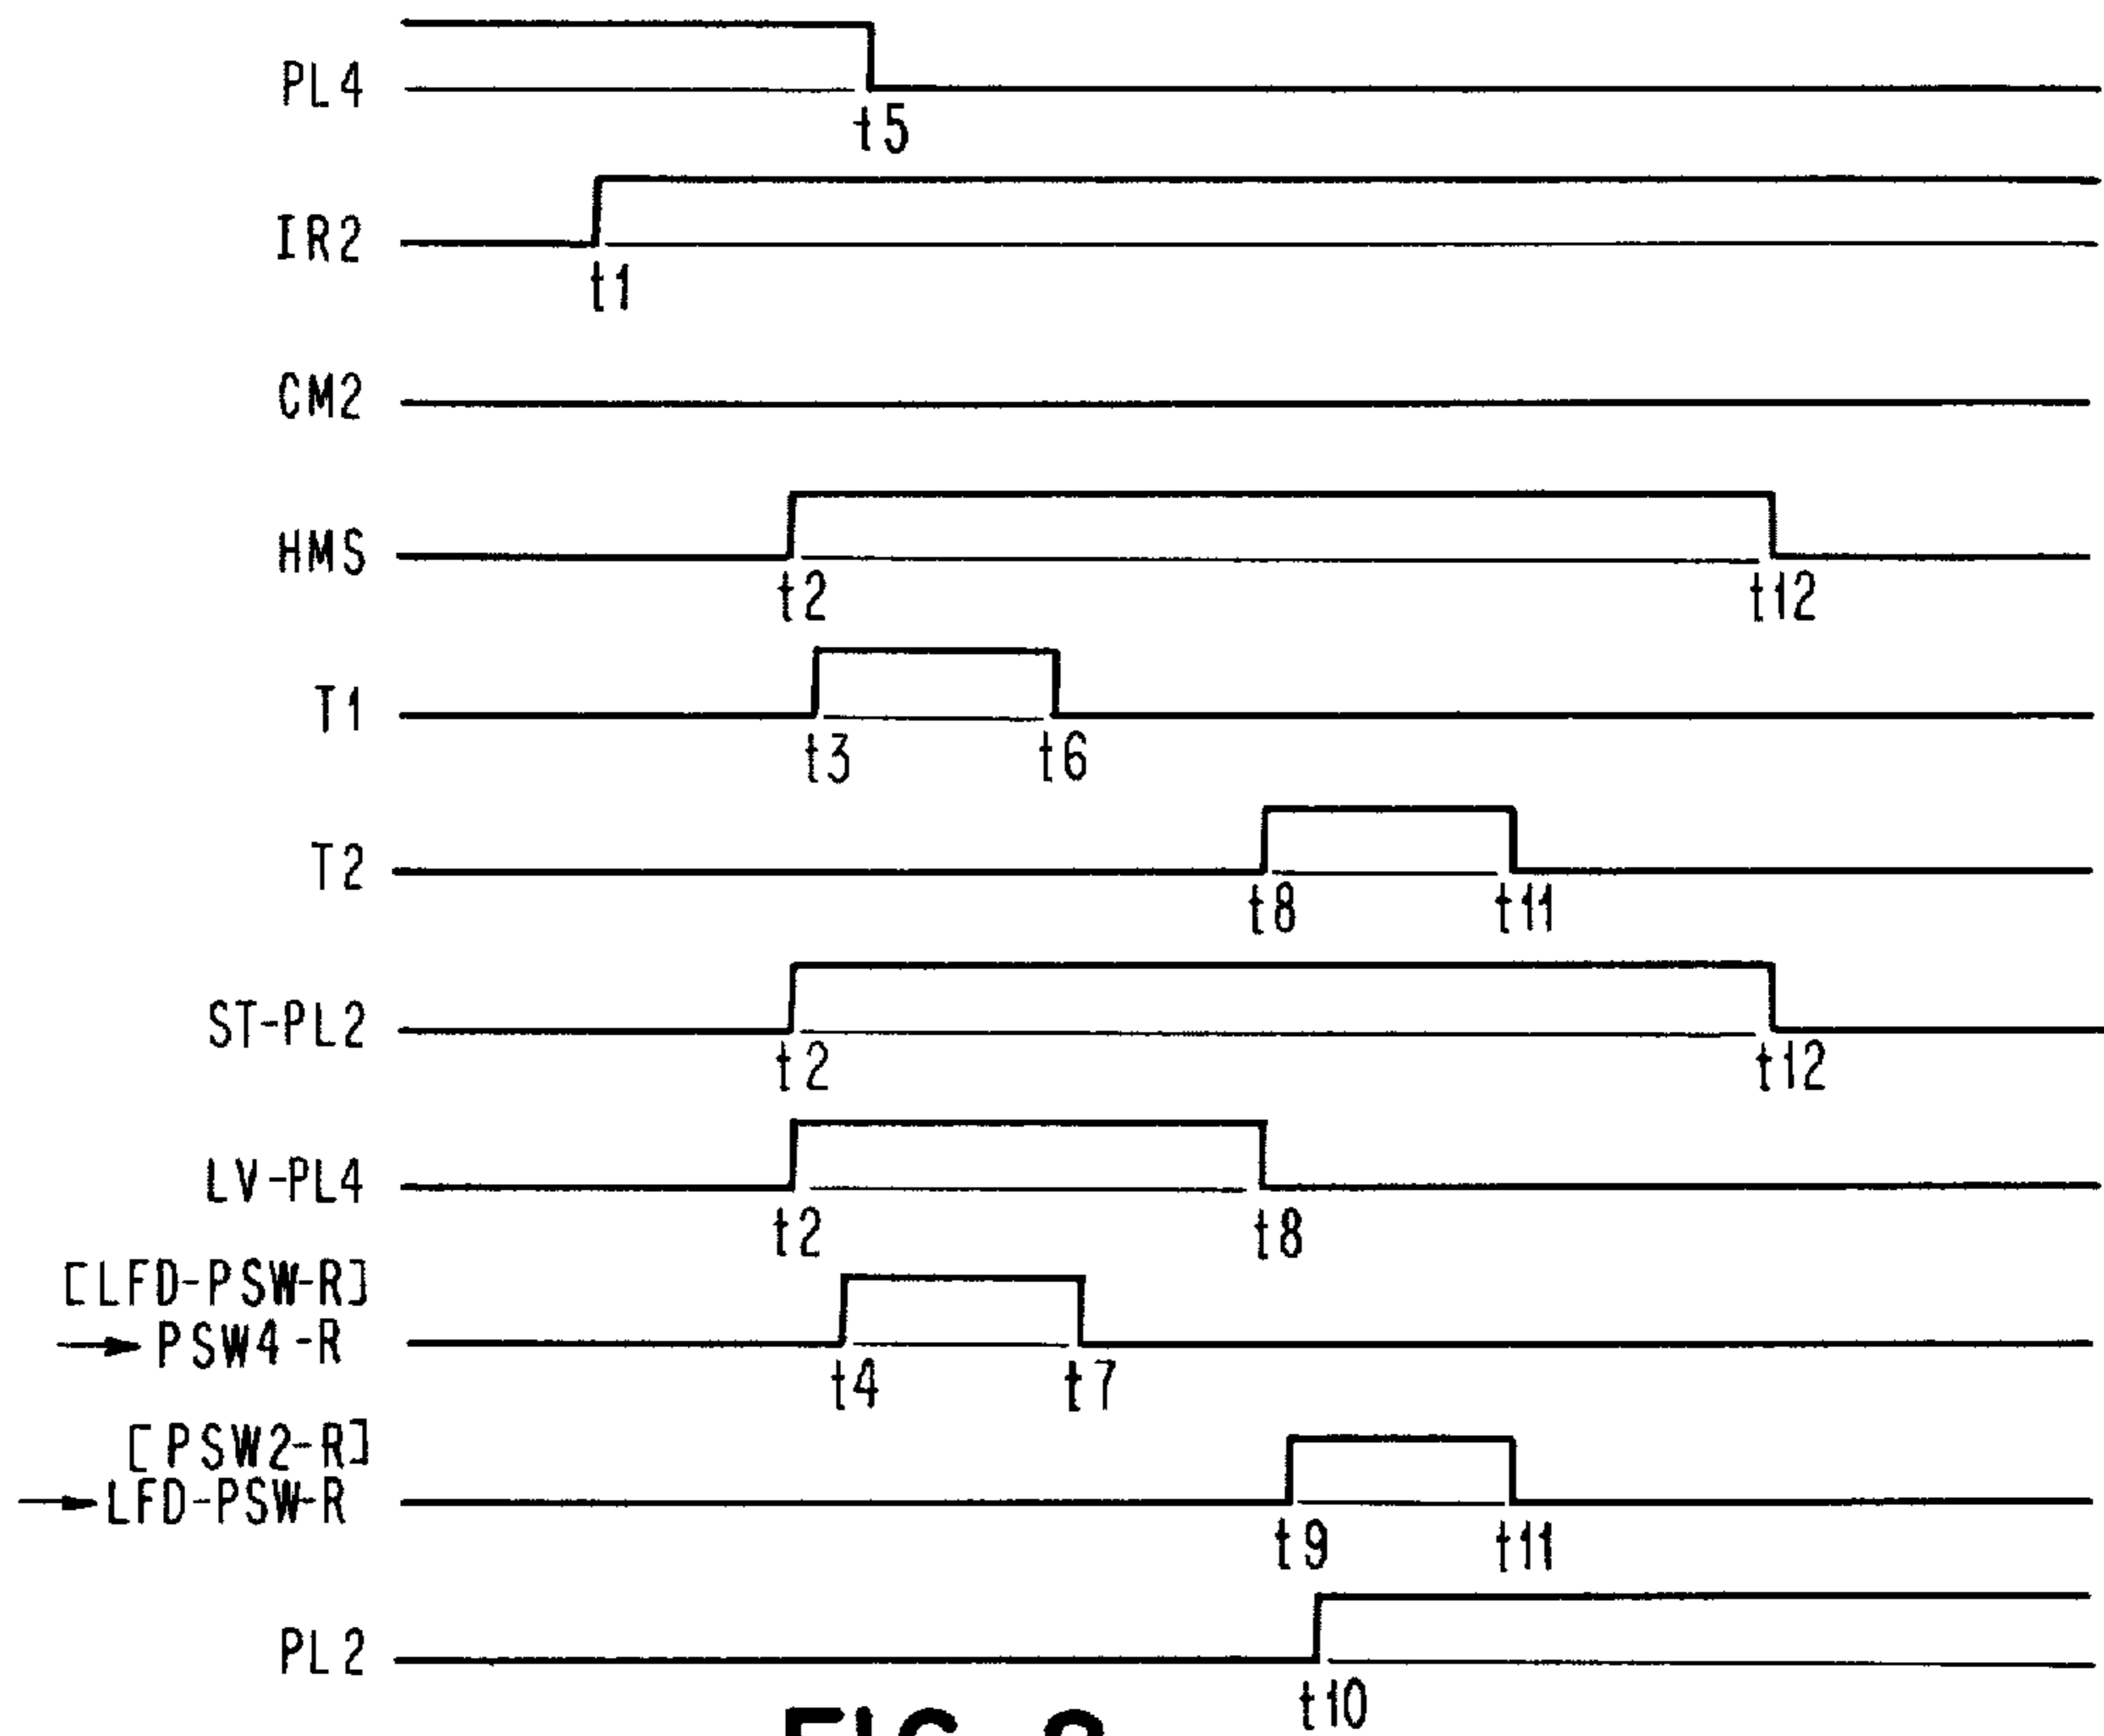 PL4
t5
IR2
t1
CM2
HMS
t2 t12
T1
t3 t6
T2
t8 t11
ST-PL2
t2 t12
LV-PL4
t2 t8
[LFD-PSW-R]
→ PSW4-R
t4 t7
[PSW2-R]
→ LFD-PSW-R
t9 t11
PL2
t10